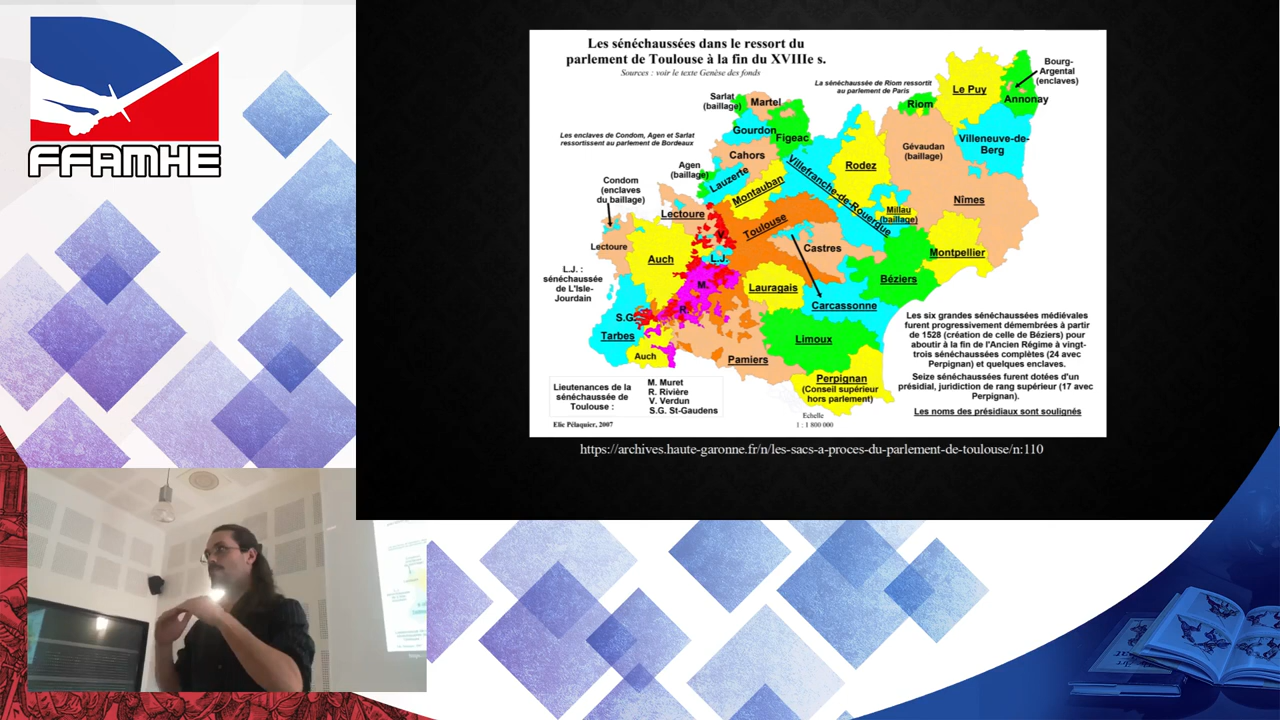 FFAMHE
Les sénéchaussées dans le ressort du
parlement de Toulouse à la fin du XVIIIe s.
Sources : voir le texte Genèse des fonds
La sénéchaussée de Riom ressortit
au parlement de Paris
Les enclaves de Condom, Agen et Sarlat
ressortissent au parlement de Bordeaux
Bourg-
Argental
(enclaves)
Le Puy
Annonay
Riom
Sarlat
(baillage)
Martel
Gourdon
Figeac
Villeneuve-de-
Berg
Cahors
Gévaudan
(bailliage)
Rodez
Agen
(bailliage)
Lauzerte
Montauban
Villefranche-de-Rouergue
Condom
(enclaves
du bailliage)
Nîmes
Lectoure
Millau
(bailliage)
Toulouse
V.
Lectoure
Castres
Montpellier
Auch
L.J.
L.J. :
sénéchaussée
de L'Isle-
Jourdain
Béziers
M.
Lauragais
Carcassonne
R.
S.G.
Tarbes
Limoux
Auch
Pamiers
Perpignan
(Conseil supérieur
hors parlement)
Les six grandes sénéchaussées médiévales
furent progressivement démembrées à partir
de 1528 (création de celle de Béziers) pour
aboutir à la fin de l'Ancien Régime à vingt-
trois sénéchaussées complètes (24 avec
Perpignan) et quelques enclaves.
Seize sénéchaussées furent dotées d'un
présidial, juridiction de rang supérieur (17 avec
Perpignan).
Les noms des présidiaux sont soulignés
Lieutenances de la
sénéchaussée de
Toulouse :
M. Muret
R. Rivière
V. Verdun
S.G. St-Gaudens
Elie Pélaquier, 2007
Echelle
1 : 1 800 000
https://archives.haute-garonne.fr/n/les-sacs-a-proces-du-parlement-de-toulouse/n:110